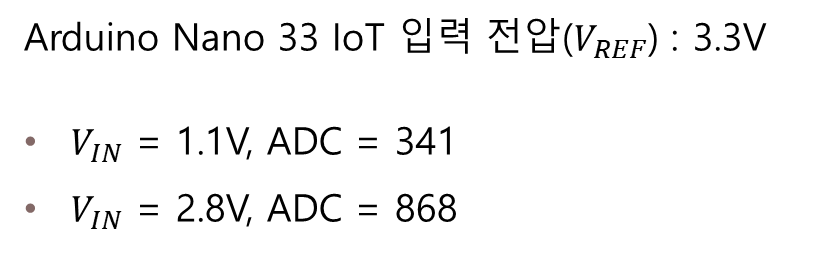 Arduino Nano 33 IoT 입력 전압(V_REF) : 3.3V
• V_IN = 1.1V, ADC = 341
• V_IN = 2.8V, ADC = 868